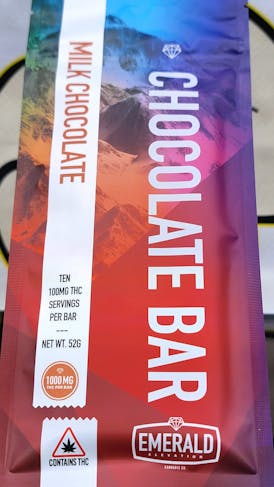 CHOCOLATE BAR
MILK CHOCOLATE
TEN
100MG THC
SERVINGS
PER BAR
NET WT. 52G
1000 MG
THC PER BAR
CONTAINS THC
EMERALD
ELEVATION
CANNABIS CO